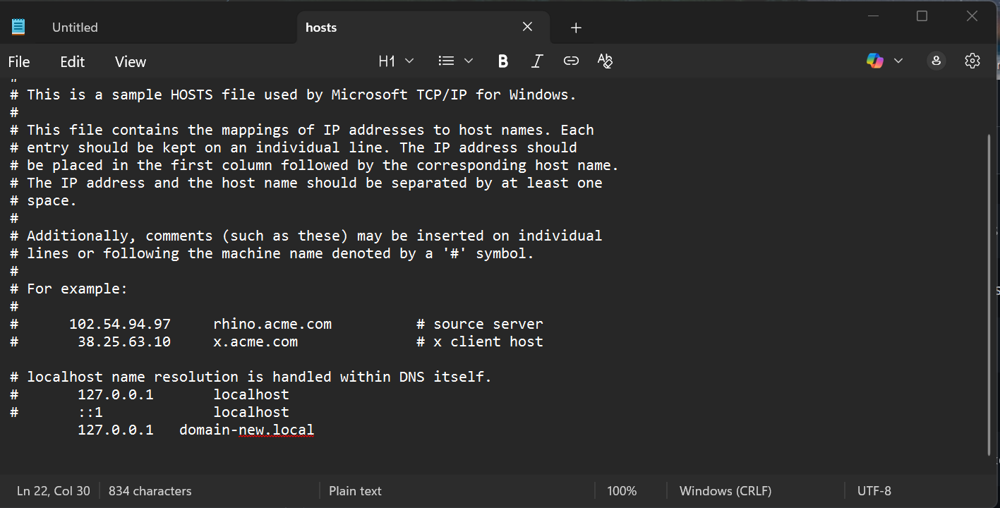 Untitled
hosts
File Edit View H1 B I
#
# This is a sample HOSTS file used by Microsoft TCP/IP for Windows.
#
# This file contains the mappings of IP addresses to host names. Each
# entry should be kept on an individual line. The IP address should
# be placed in the first column followed by the corresponding host name.
# The IP address and the host name should be separated by at least one
# space.
#
# Additionally, comments (such as these) may be inserted on individual
# lines or following the machine name denoted by a '#' symbol.
#
# For example:
#
#      102.54.94.97     rhino.acme.com          # source server
#       38.25.63.10     x.acme.com              # x client host

# localhost name resolution is handled within DNS itself.
#       127.0.0.1       localhost
#       ::1             localhost
        127.0.0.1   domain-new.local
Ln 22, Col 30 834 characters Plain text 100% Windows (CRLF) UTF-8